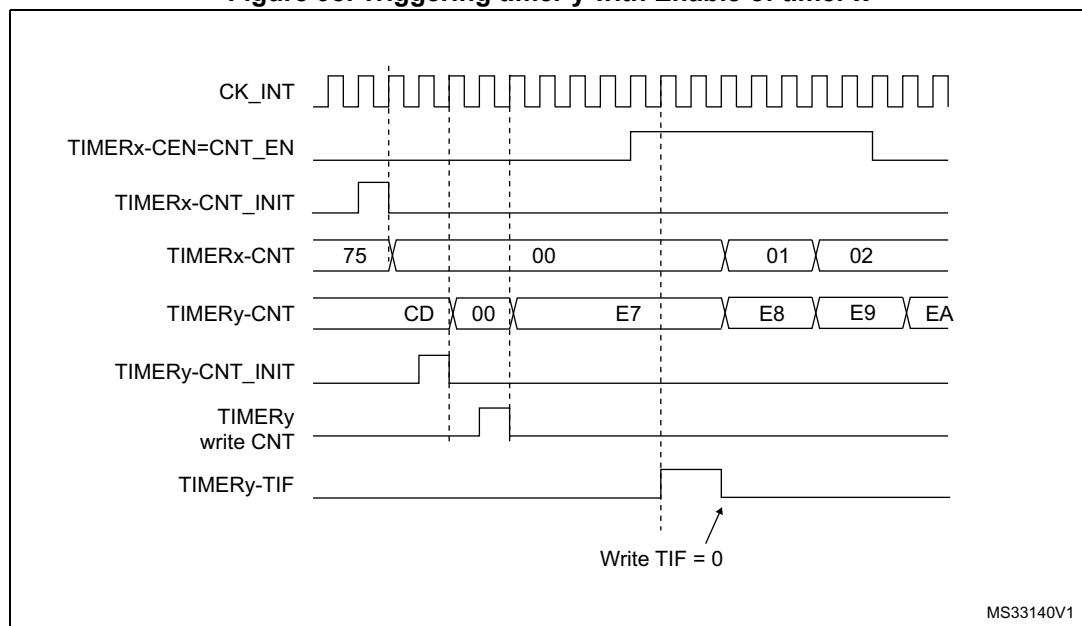 CK_INT
TIMERx-CEN=CNT_EN
TIMERx-CNT_INIT
TIMERx-CNT 75 00 01 02
TIMERy-CNT CD 00 E7 E8 E9 EA
TIMERy-CNT_INIT
TIMERy
write CNT
TIMERy-TIF
Write TIF = 0
MS33140V1